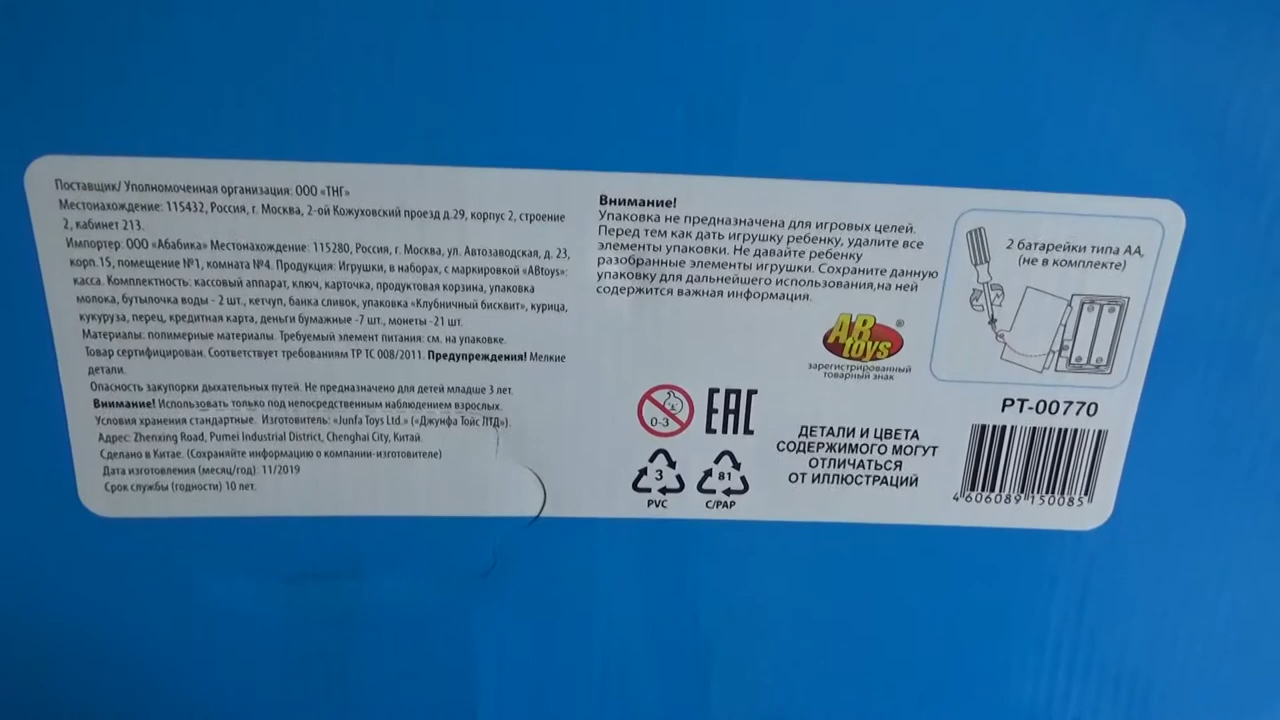 Поставщик/ Уполномоченная организация: ООО «ТНГ»
Местонахождение: 115432, Россия, г. Москва, 2-ой Кожуховский проезд д.29, корпус 2, строение
2, кабинет 213.
Импортер: ООО «Абабика» Местонахождение: 115280, Россия, г. Москва, ул. Автозаводская, д. 23,
корп.15, помещение №1, комната №4. Продукция: Игрушки, в наборах, с маркировкой «ABtoys»:
касса. Комплектность: кассовый аппарат, ключ, карточка, продуктовая корзина, упаковка
молока, бутылочка воды - 2 шт., кетчуп, банка сливок, упаковка «Клубничный бисквит», курица,
кукуруза, перец, кредитная карта, деньги бумажные -7 шт., монеты -21 шт.
Материалы: полимерные материалы. Требуемый элемент питания: см. на упаковке.
Товар сертифицирован. Соответствует требованиям ТР ТС 008/2011. Предупреждения! Мелкие
детали.
Опасность закупорки дыхательных путей. Не предназначено для детей младше 3 лет.
Внимание! Использовать только под непосредственным наблюдением взрослых.
Условия хранения стандартные. Изготовитель: «Junfa Toys Ltd.» («Джунфа Тойс ЛТД»).
Адрес: Zhenxing Road, Pumei Industrial District, Chenghai City, Китай.
Сделано в Китае. (Сохраняйте информацию о компании-изготовителе)
Дата изготовления (месяц/год): 11/2019
Срок службы (годности) 10 лет.
Внимание!
Упаковка не предназначена для игровых целей.
Перед тем как дать игрушку ребенку, удалите все
элементы упаковки. Не давайте ребенку
разобранные элементы игрушки. Сохраните данную
упаковку для дальнейшего использования,на ней
содержится важная информация.
AB
toys
®
зарегистрированный
товарный знак
0-3
EAC
3
PVC
81
C/PAP
ДЕТАЛИ И ЦВЕТА
СОДЕРЖИМОГО МОГУТ
ОТЛИЧАТЬСЯ
ОТ ИЛЛЮСТРАЦИЙ
2 батарейки типа АА,
(не в комплекте)
PT-00770
4 606089 150085